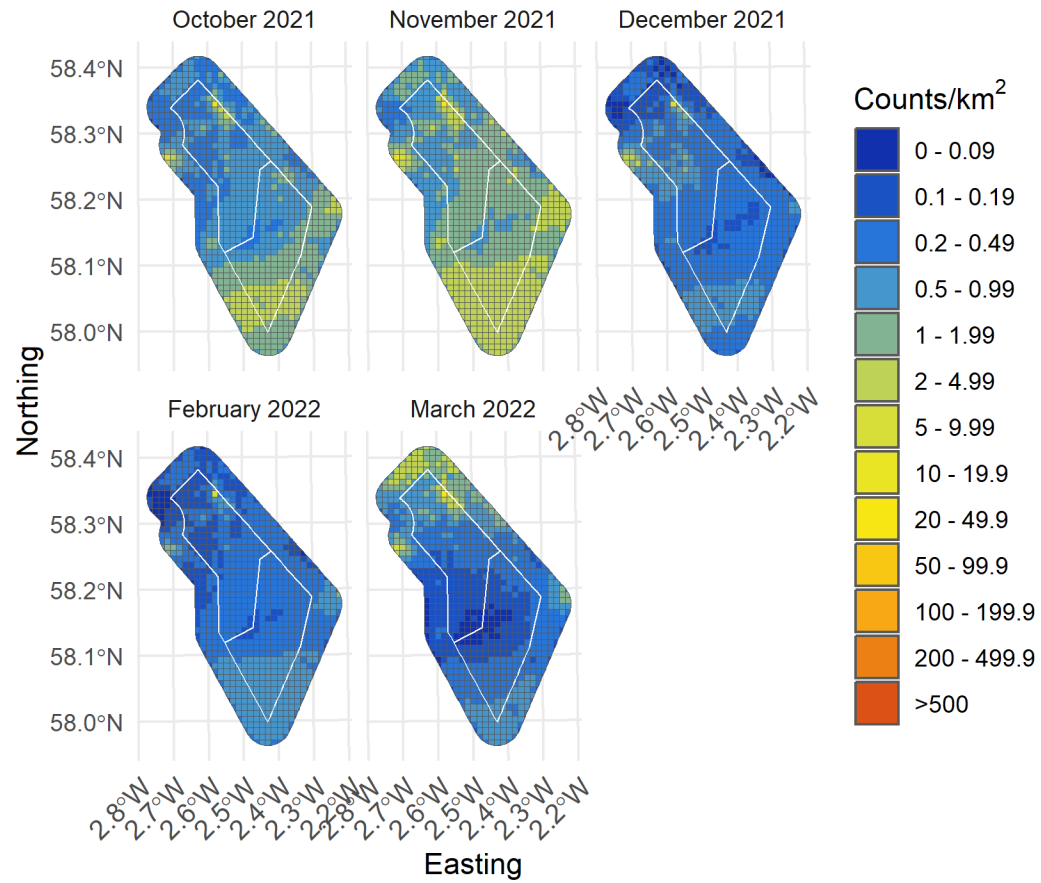 October 2021
November 2021
December 2021
58.4°N
58.3°N
58.2°N
58.1°N
58.0°N
2.8°W
2.7°W
2.6°W
2.5°W
2.4°W
2.3°W
2.2°W
February 2022
March 2022
58.4°N
58.3°N
58.2°N
58.1°N
58.0°N
2.8°W
2.7°W
2.6°W
2.5°W
2.4°W
2.3°W
2.2°W
2.8°W
2.7°W
2.6°W
2.5°W
2.4°W
2.3°W
2.2°W
Northing
Easting
Counts/km²
0 - 0.09
0.1 - 0.19
0.2 - 0.49
0.5 - 0.99
1 - 1.99
2 - 4.99
5 - 9.99
10 - 19.9
20 - 49.9
50 - 99.9
100 - 199.9
200 - 499.9
>500